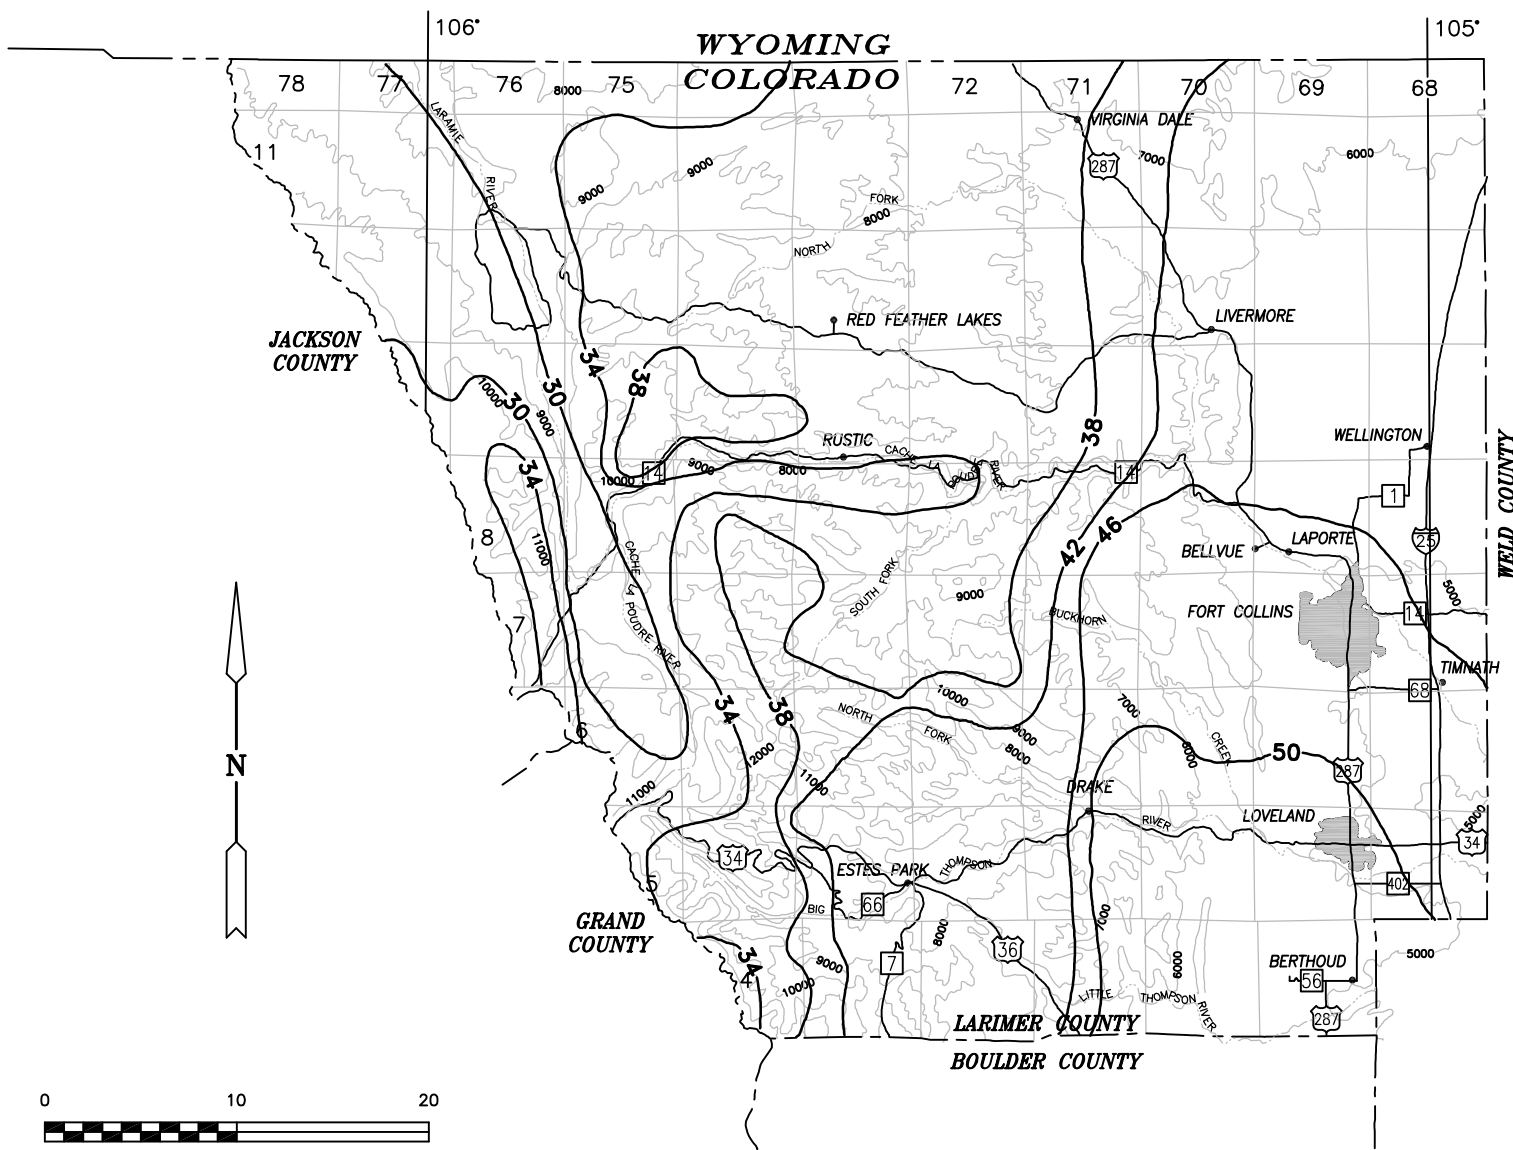 106°
105°
WYOMING
COLORADO
78
77
76
75
72
71
70
69
68
8000
LARAMIE
RIVER
VIRGINIA DALE
287
7000
6000
11
9000
9000
FORK
8000
NORTH
JACKSON
COUNTY
RED FEATHER LAKES
LIVERMORE
34
38
30
30
10000
9000
38
34
RUSTIC
CACHE LA
POUDRE
RIVER
14
9000
8000
10000
14
WELLINGTON
1
WELD COUNTY
8
11000
42
46
BELLVUE
LAPORTE
25
CACHE
LA
POUDRE RIVER
SOUTH FORK
9000
BUCKHORN
FORT COLLINS
14
5000
7
TIMNATH
68
34
38
10000
NORTH
FORK
9000
8000
7000
6000
CREEK
50
6
12000
11000
11000
N
287
DRAKE
RIVER
LOVELAND
5000
34
34
ESTES PARK
THOMPSON
402
5
BIG
66
GRAND
COUNTY
8000
36
7000
34
4
9000
10000
7
6000
BERTHOUD
56
5000
LITTLE
THOMPSON
RIVER
287
LARIMER COUNTY
BOULDER COUNTY
0
10
20